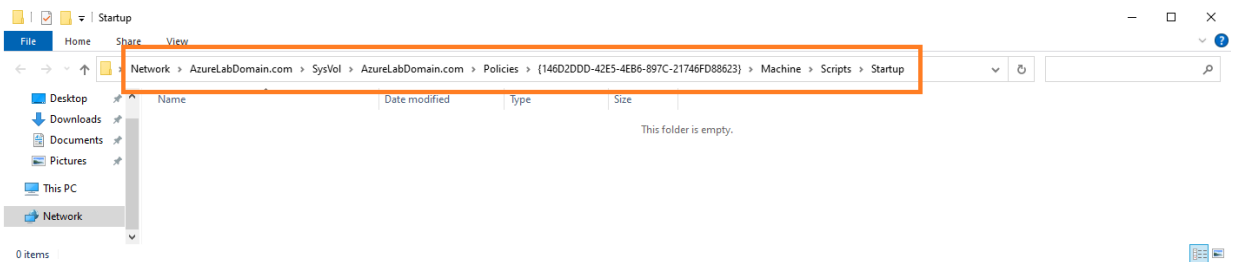 Startup
File Home Share View
Network > AzureLabDomain.com > SysVol > AzureLabDomain.com > Policies > {146D2DDD-42E5-4EB6-897C-21746FD88623} > Machine > Scripts > Startup
Name Date modified Type Size
This folder is empty.
Desktop
Downloads
Documents
Pictures
This PC
Network
0 items